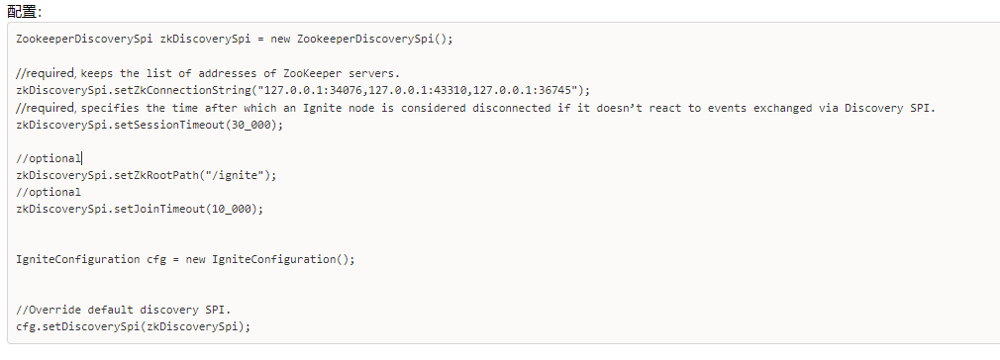 配置:
ZookeeperDiscoverySpi zkDiscoverySpi = new ZookeeperDiscoverySpi();
//required, keeps the list of addresses of ZooKeeper servers.
zkDiscoverySpi.setZkConnectionString("127.0.0.1:34076,127.0.0.1:43310,127.0.0.1:36745");
//required, specifies the time after which an Ignite node is considered disconnected if it doesn’t react to events exchanged via Discovery SPI.
zkDiscoverySpi.setSessionTimeout(30_000);
//optional
zkDiscoverySpi.setZkRootPath("/ignite");
//optional
zkDiscoverySpi.setJoinTimeout(10_000);
IgniteConfiguration cfg = new IgniteConfiguration();
//Override default discovery SPI.
cfg.setDiscoverySpi(zkDiscoverySpi);